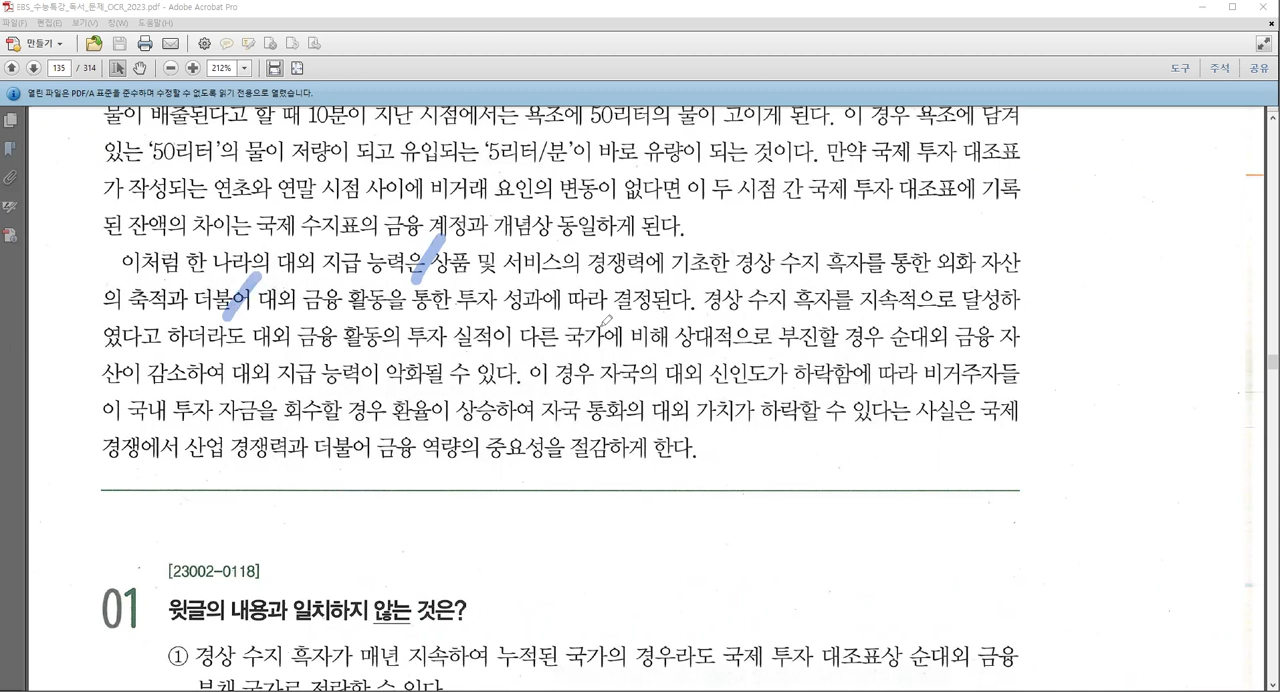 EBS_수능특강_독서_문제_OCR_2023.pdf - Adobe Acrobat Pro
파일(F) 편집(E) 보기(V) 창(W) 도움말(H)
만들기
135 / 314 212% 도구 주석 공유
열린 파일은 PDF/A 표준을 준수하며 수정할 수 없도록 읽기 전용으로 열렸습니다.
물이 배출된다고 할 때 10분이 지난 시점에서는 욕조에 50리터의 물이 고이게 된다. 이 경우 욕조에 담겨
있는 ‘50리터’의 물이 저량이 되고 유입되는 ‘5리터/분’이 바로 유량이 되는 것이다. 만약 국제 투자 대조표
가 작성되는 연초와 연말 시점 사이에 비거래 요인의 변동이 없다면 이 두 시점 간 국제 투자 대조표에 기록
된 잔액의 차이는 국제 수지표의 금융 계정과 개념상 동일하게 된다.
이처럼 한 나라의 대외 지급 능력은 상품 및 서비스의 경쟁력에 기초한 경상 수지 흑자를 통한 외화 자산
의 축적과 더불어 대외 금융 활동을 통한 투자 성과에 따라 결정된다. 경상 수지 흑자를 지속적으로 달성하
였다고 하더라도 대외 금융 활동의 투자 실적이 다른 국가에 비해 상대적으로 부진할 경우 순대외 금융 자
산이 감소하여 대외 지급 능력이 악화될 수 있다. 이 경우 자국의 대외 신인도가 하락함에 따라 비거주자들
이 국내 투자 자금을 회수할 경우 환율이 상승하여 자국 통화의 대외 가치가 하락할 수 있다는 사실은 국제
경쟁에서 산업 경쟁력과 더불어 금융 역량의 중요성을 절감하게 한다.
[23002-0118]
01 윗글의 내용과 일치하지 않는 것은?
① 경상 수지 흑자가 매년 지속하여 누적된 국가의 경우라도 국제 투자 대조표상 순대외 금융
부채 국가로 전락할 수 있다.